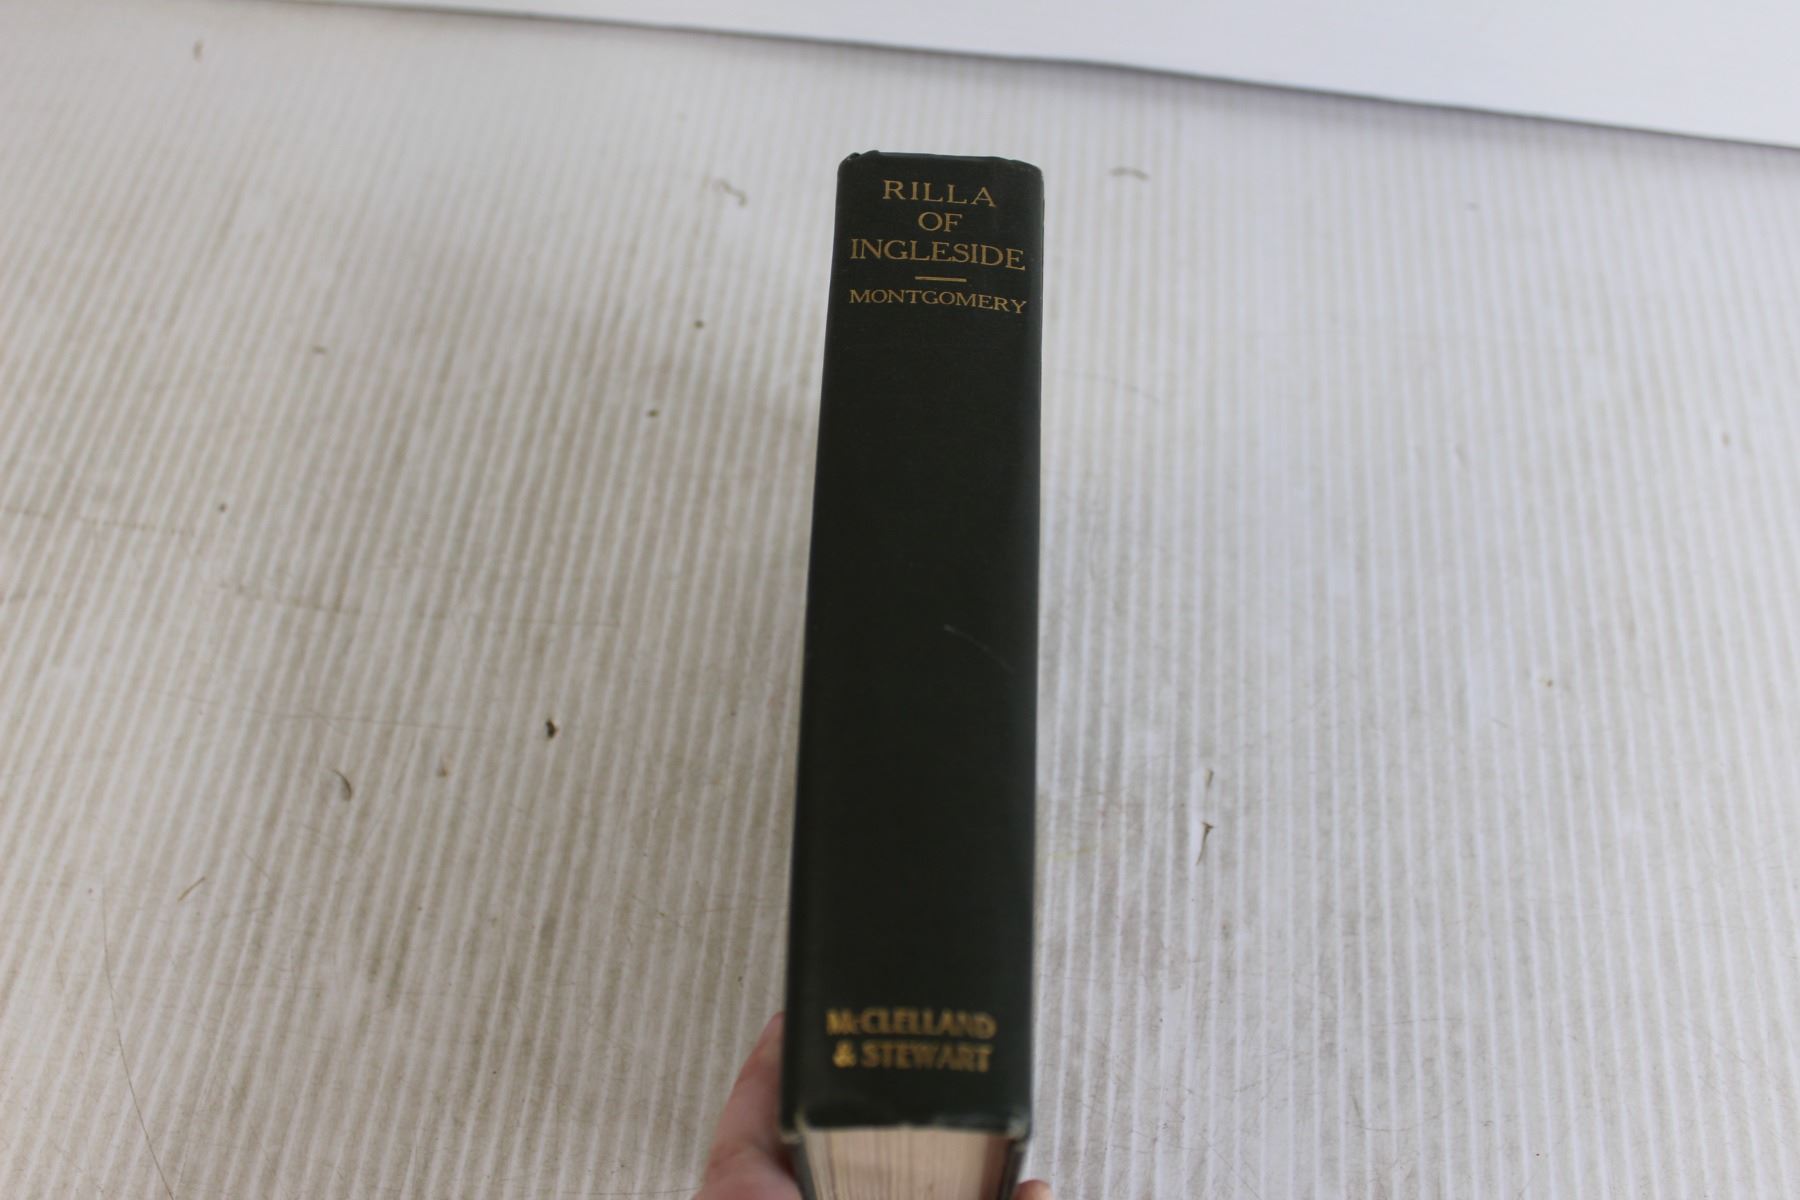 RILLA
OF
INGLESIDE
MONTGOMERY
McCLELLAND
& STEWART